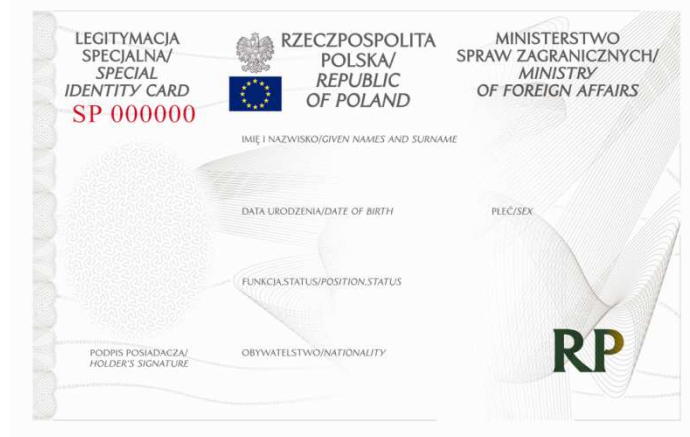 LEGITYMACJA
SPECJALNA/
SPECIAL
IDENTITY CARD
SP 000000
RZECZPOSPOLITA
POLSKA/
REPUBLIC
OF POLAND
MINISTERSTWO
SPRAW ZAGRANICZNYCH/
MINISTRY
OF FOREIGN AFFAIRS
IMIĘ I NAZWISKO/GIVEN NAMES AND SURNAME
DATA URODZENIA/DATE OF BIRTH
PŁEĆ/SEX
FUNKCJA,STATUS/POSITION,STATUS
PODPIS POSIADACZA/
HOLDER'S SIGNATURE
OBYWATELSTWO/NATIONALITY
RP